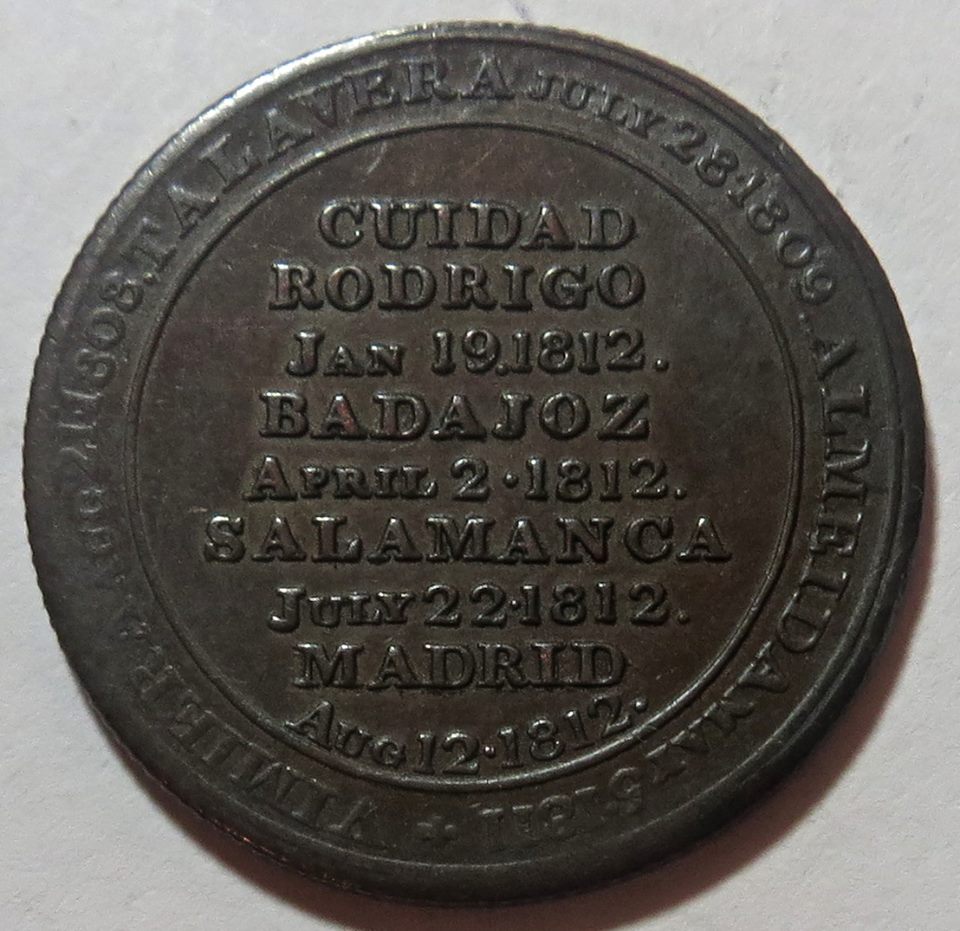 VIMIERA AUG 21 1808. TALAVERA JULY 28·1809. ALMEIDA MAY 5 1811 +
CUIDAD
RODRIGO
JAN 19.1812.
BADAJOZ
APRIL 2·1812.
SALAMANCA
JULY 22·1812.
MADRID
AUG 12·1812.